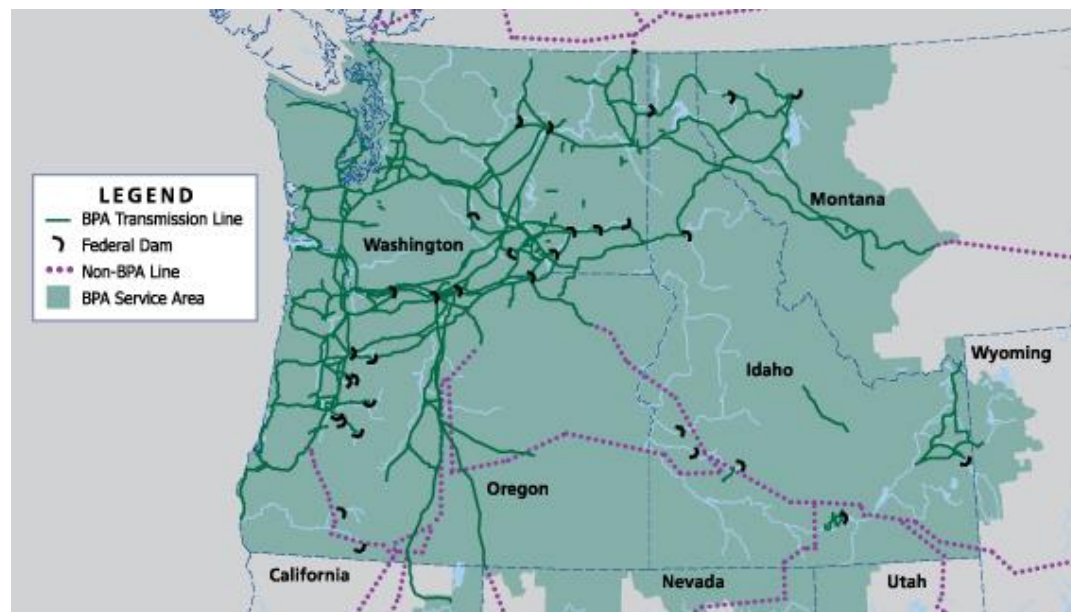 LEGEND
BPA Transmission Line
Federal Dam
Non-BPA Line
BPA Service Area
Washington
Montana
Idaho
Wyoming
Oregon
California
Nevada
Utah